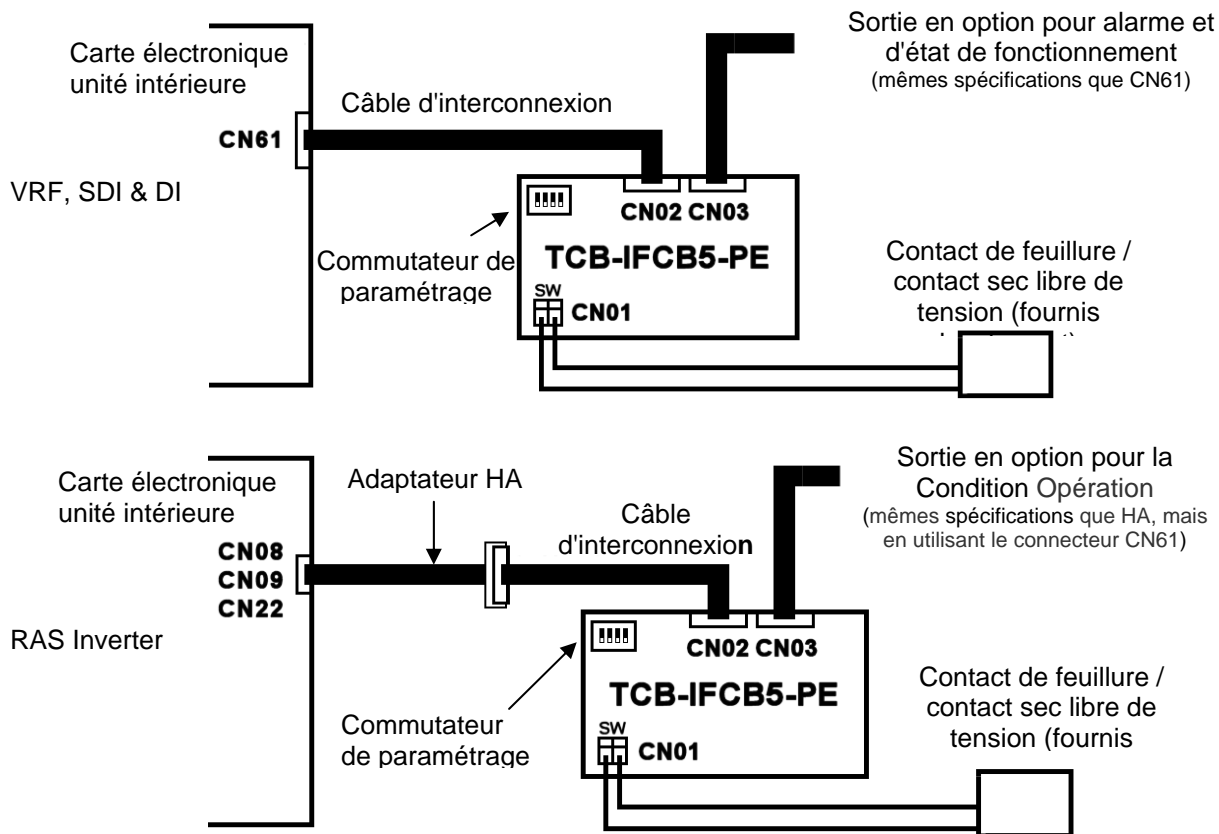 Sortie en option pour alarme et
d'état de fonctionnement
(mêmes spécifications que CN61)
Carte électronique
unité intérieure
Câble d'interconnexion
CN61
VRF, SDI & DI
CN02 CN03
Commutateur de
paramétrage
TCB-IFCB5-PE
SW
CN01
Contact de feuillure /
contact sec libre de
tension (fournis
Carte électronique
unité intérieure
Adaptateur HA
Câble
d'interconnexion
Sortie en option pour la
Condition Opération
(mêmes spécifications que HA, mais
en utilisant le connecteur CN61)
CN08
CN09
CN22
RAS Inverter
CN02 CN03
TCB-IFCB5-PE
Commutateur
de paramétrage
SW
CN01
Contact de feuillure /
contact sec libre de
tension (fournis